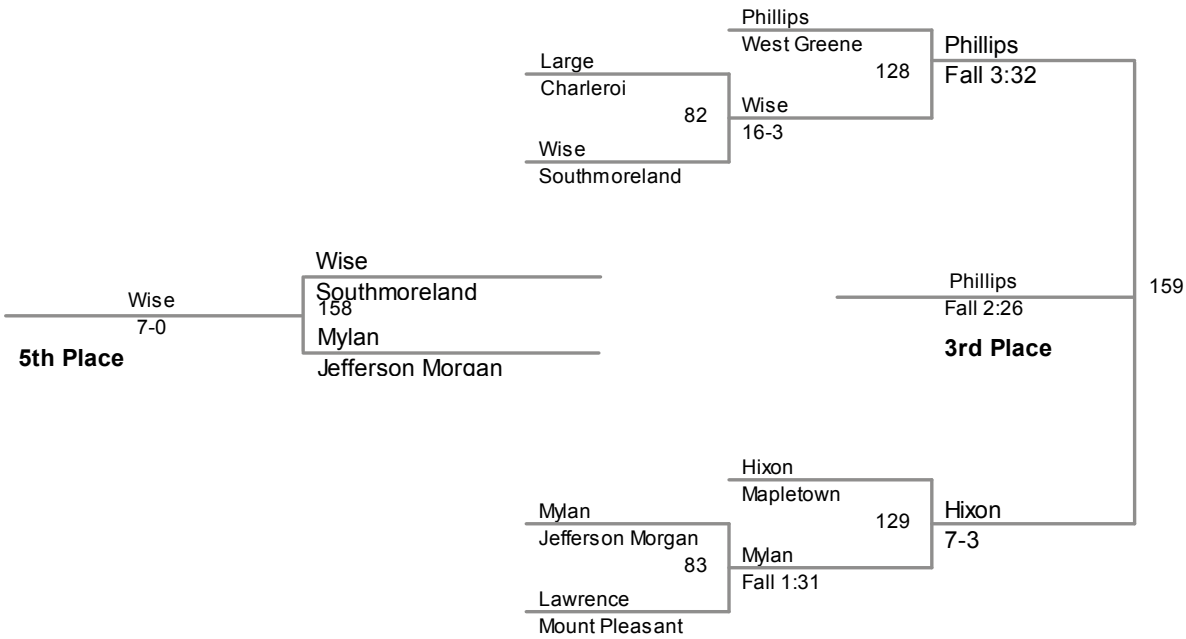 Phillips
West Greene
128
Phillips
Fall 3:32
Large
Charleroi
82
Wise
16-3
Wise
Southmoreland
Wise
Southmoreland
158
Mylan
Jefferson Morgan
Wise
7-0
5th Place
Phillips
Fall 2:26
3rd Place
159
Hixon
Mapletown
129
Hixon
7-3
Mylan
Jefferson Morgan
83
Mylan
Fall 1:31
Lawrence
Mount Pleasant